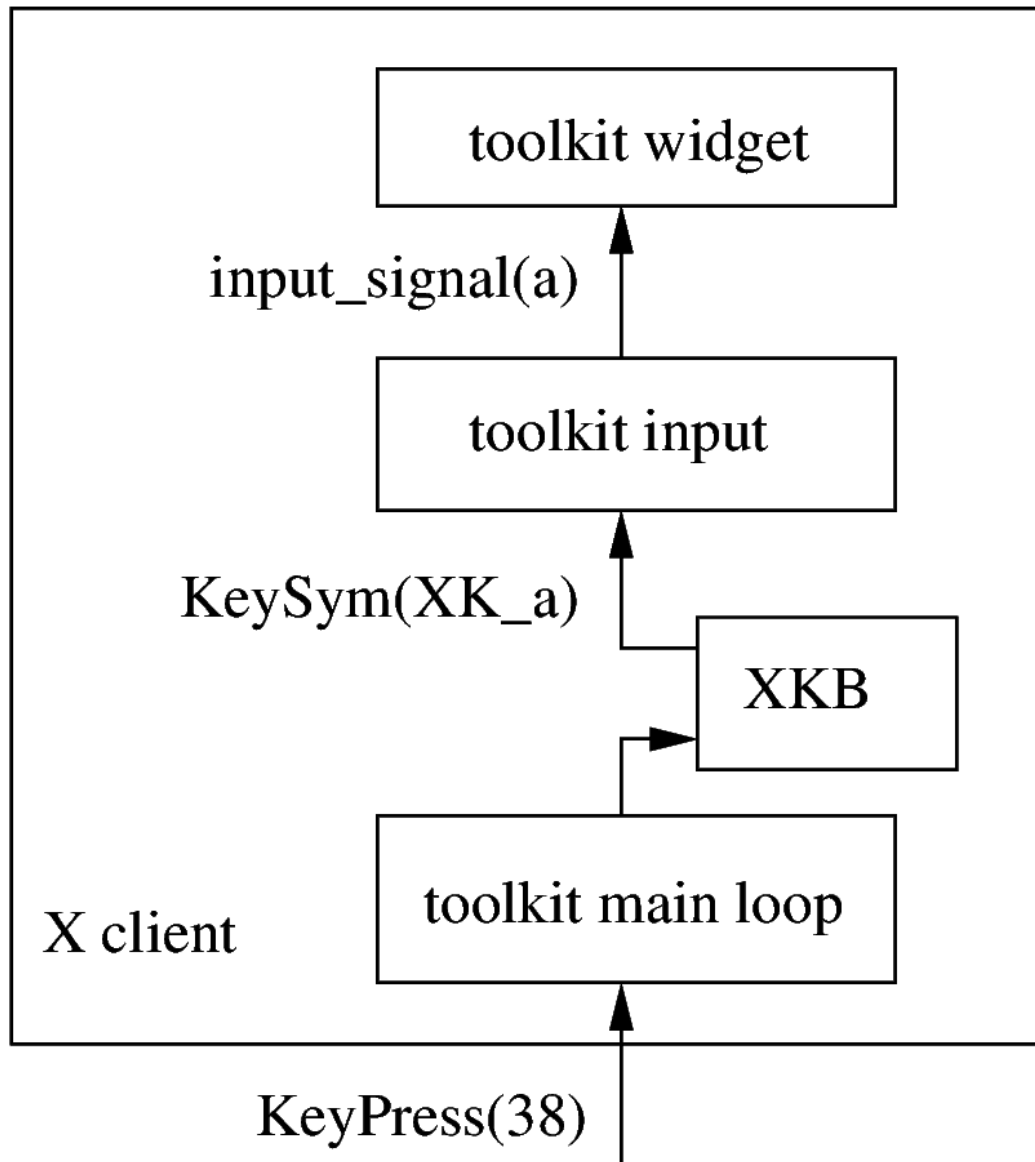 toolkit widget
input_signal(a)
toolkit input
KeySym(XK_a)
XKB
toolkit main loop
X client
KeyPress(38)